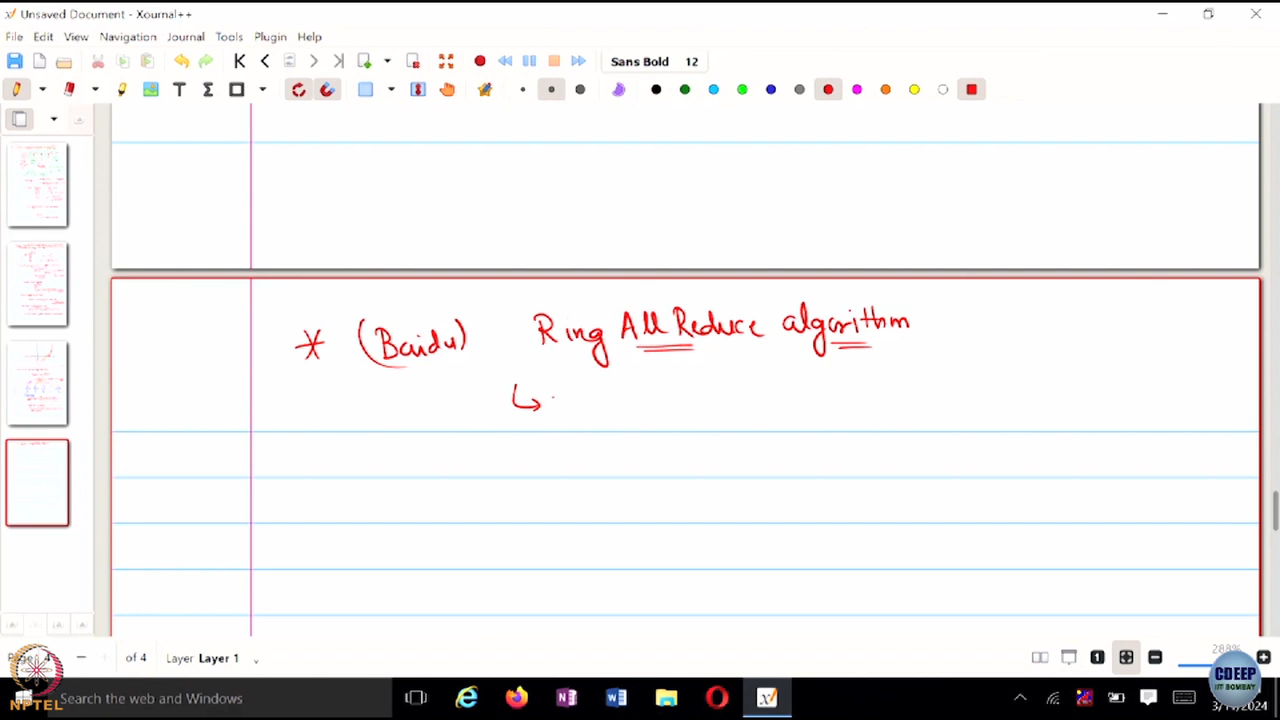 Unsaved Document - Xournal++
File Edit View Navigation Journal Tools Plugin Help
Sans Bold 12
* (Baidu) Ring All Reduce algorithm
↳
of 4 Layer Layer 1
288%
Search the web and Windows
NPTEL
CDEEP
IIT BOMBAY